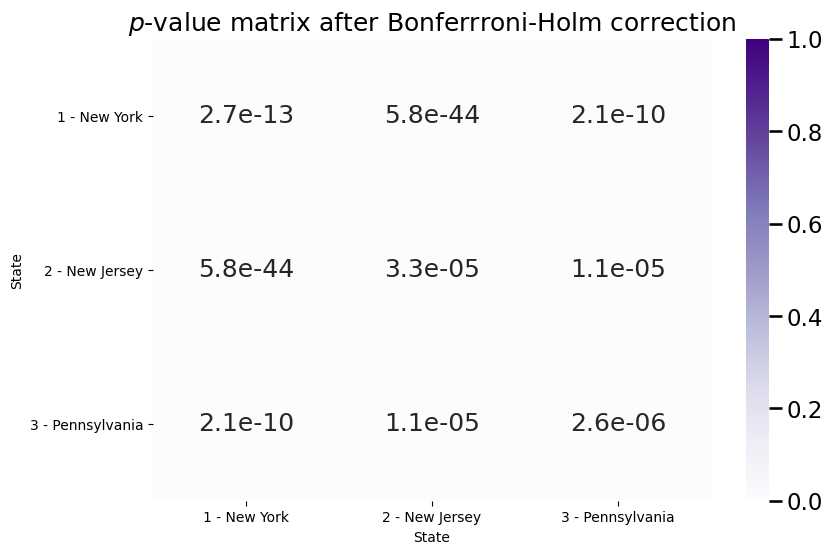 p-value matrix after Bonferrroni-Holm correction
1.0
1 - New York 2.7e-13 5.8e-44 2.1e-10
0.8
0.6
State
2 - New Jersey 5.8e-44 3.3e-05 1.1e-05
0.4
0.2
3 - Pennsylvania 2.1e-10 1.1e-05 2.6e-06
0.0
1 - New York 2 - New Jersey 3 - Pennsylvania
State